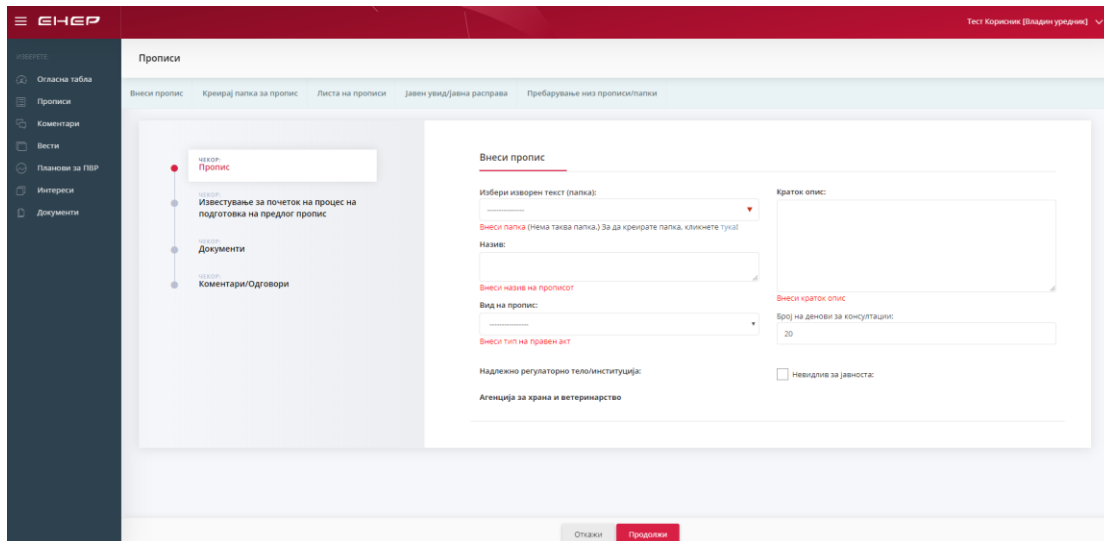 ЕНЕР
Тест Корисник [Владин уредник]
ИЗБЕРЕТЕ
Огласна табла
Прописи
Коментари
Вести
Планови за ПВР
Интереси
Документи
Прописи
Внеси пропис
Креирај папка за пропис
Листа на прописи
Јавен увид/јавна расправа
Пребарување низ прописи/папки
ЧЕКОР:
Пропис
ЧЕКОР:
Известување за почеток на процес на
подготовка на предлог пропис
ЧЕКОР:
Документи
ЧЕКОР:
Коментари/Одговори
Внеси пропис
Избери изворен текст (папка):
---------------
Внеси папка (Нема таква папка.) За да креирате папка, кликнете тука!
Назив:
Внеси назив на прописот
Вид на пропис:
---------------
Внеси тип на правен акт
Надлежно регулаторно тело/институција:
Агенција за храна и ветеринарство
Краток опис:
Внеси краток опис
Број на денови за консултации:
20
Невидлив за јавноста:
Откажи
Продолжи